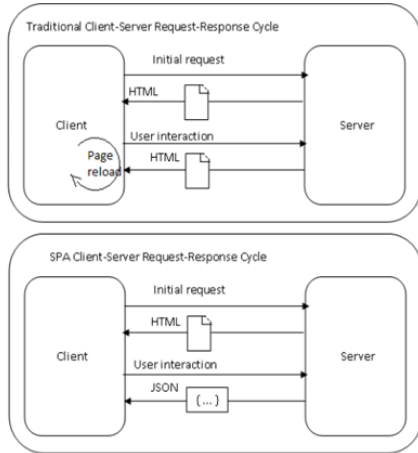 Traditional Client-Server Request-Response Cycle
Initial request
HTML
Client
Server
User interaction
Page
reload
HTML
SPA Client-Server Request-Response Cycle
Initial request
HTML
Client
Server
User interaction
JSON
{...}